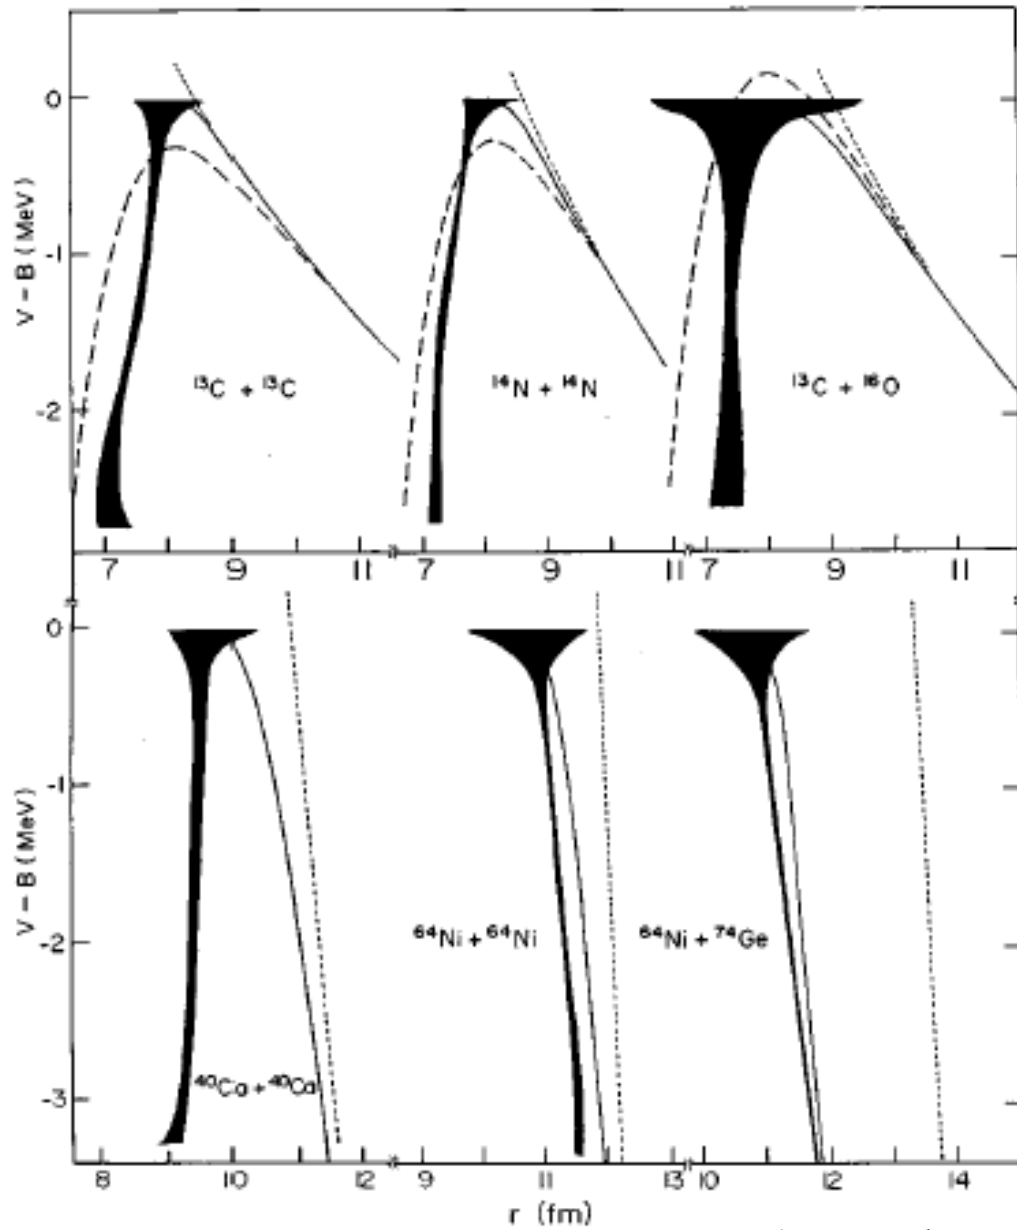 0
-1
-2
V – B (MeV)
¹³C + ¹³C
¹⁴N + ¹⁴N
¹³C + ¹⁶O
7 9 11 7 9 11 7 9 11
0
-1
-2
-3
V – B (MeV)
⁶⁴Ni + ⁶⁴Ni
⁶⁴Ni + ⁷⁴Ge
⁴⁰Ca + ⁴⁰Ca
8 10 12 9 11 13 10 12 14
r (fm)